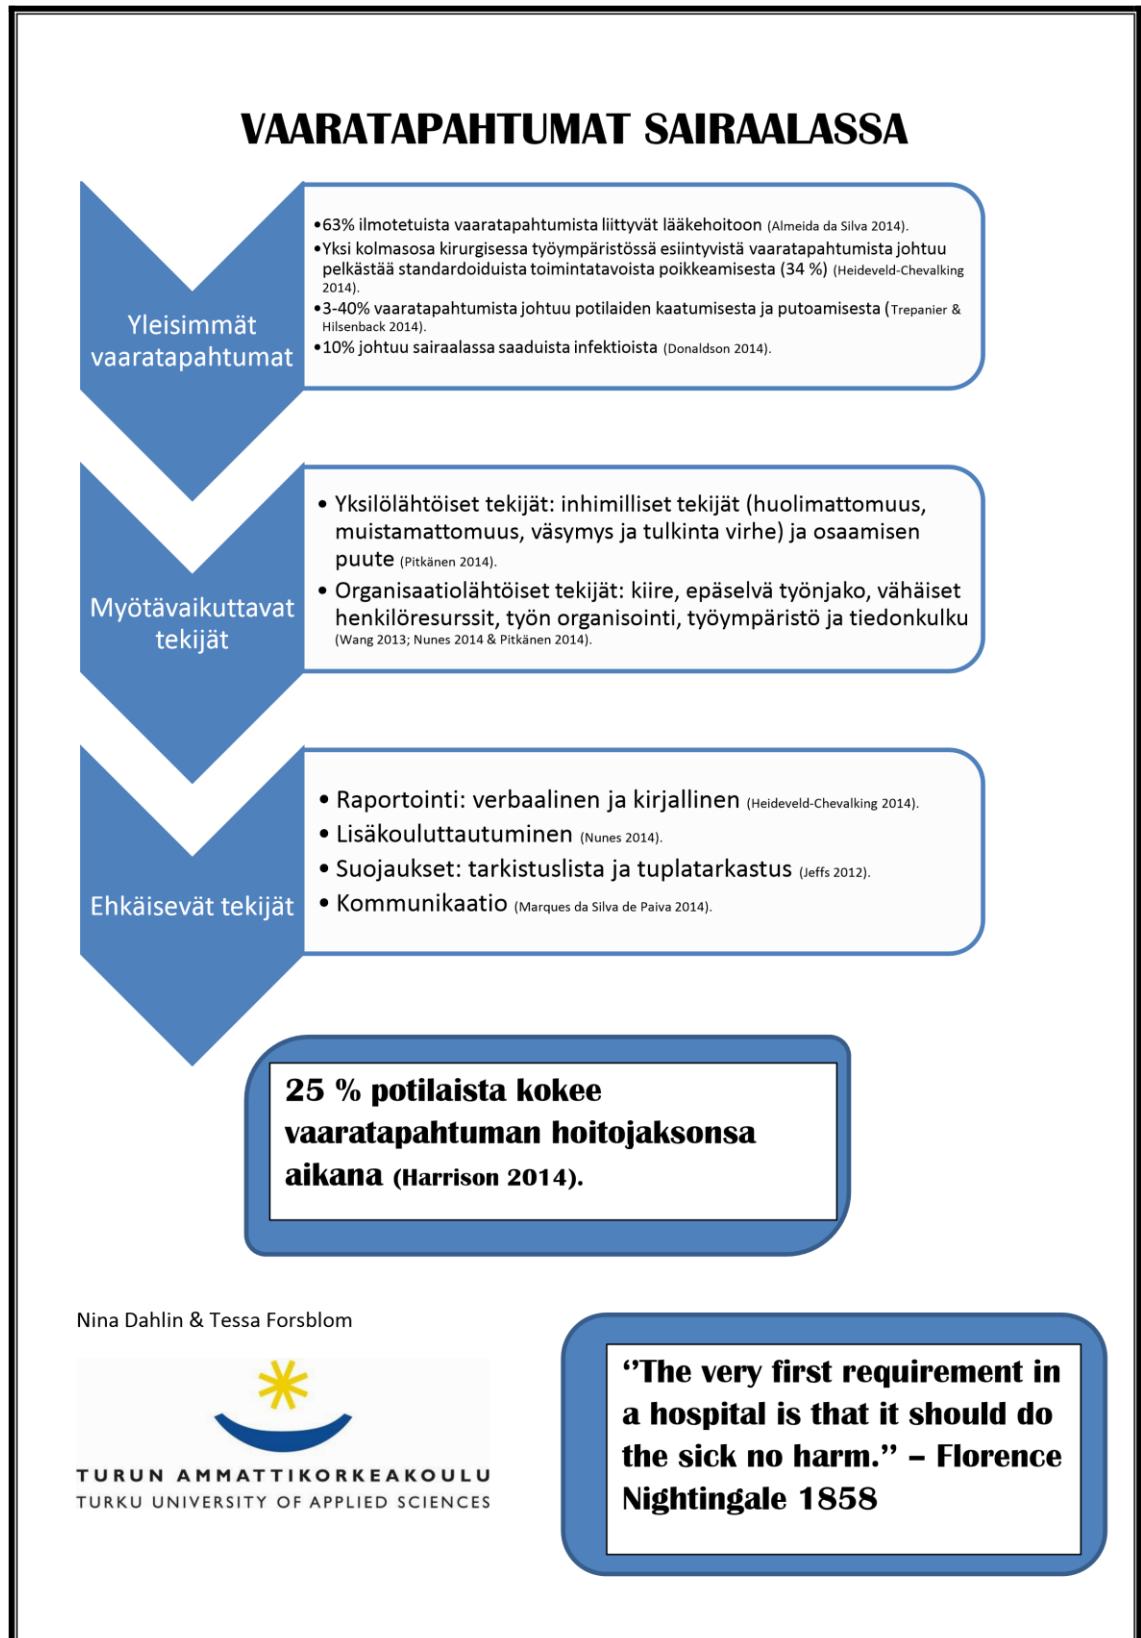 VAARATAPAHTUMAT SAIRAALASSA
Yleisimmät
vaaratapahtumat
•63% ilmotetuista vaaratapahtumista liittyvät lääkehoitoon (Almeida da Silva 2014).
•Yksi kolmasosa kirurgisessa työympäristössä esiintyvistä vaaratapahtumista johtuu
pelkästää standardoiduista toimintatavoista poikkeamisesta (34 %) (Heideveld-Chevalking
2014).
•3-40% vaaratapahtumista johtuu potilaiden kaatumisesta ja putoamisesta (Trepanier &
Hilsenback 2014).
•10% johtuu sairaalassa saaduista infektioista (Donaldson 2014).
Myötävaikuttavat
tekijät
• Yksilölähtöiset tekijät: inhimilliset tekijät (huolimattomuus,
muistamattomuus, väsymys ja tulkinta virhe) ja osaamisen
puute (Pitkänen 2014).
• Organisaatiolähtöiset tekijät: kiire, epäselvä työnjako, vähäiset
henkilöresurssit, työn organisointi, työympäristö ja tiedonkulku
(Wang 2013; Nunes 2014 & Pitkänen 2014).
Ehkäisevät tekijät
• Raportointi: verbaalinen ja kirjallinen (Heideveld-Chevalking 2014).
• Lisäkouluttautuminen (Nunes 2014).
• Suojaukset: tarkistuslista ja tuplatarkastus (Jeffs 2012).
• Kommunikaatio (Marques da Silva de Paiva 2014).
25 % potilaista kokee
vaaratapahtuman hoitojaksonsa
aikana (Harrison 2014).
Nina Dahlin & Tessa Forsblom
TURUN AMMATTIKORKEAKOULU
TURKU UNIVERSITY OF APPLIED SCIENCES
‘’The very first requirement in
a hospital is that it should do
the sick no harm.’’ – Florence
Nightingale 1858